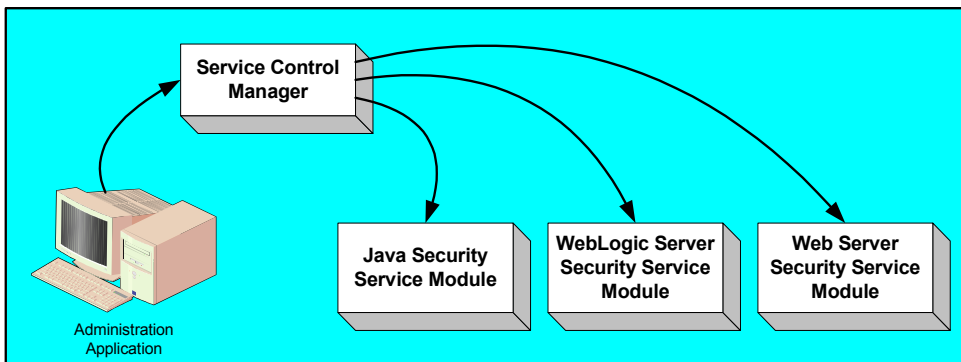 Service Control
Manager
Java Security
Service Module
WebLogic Server
Security Service
Module
Web Server
Security Service
Module
Administration
Application